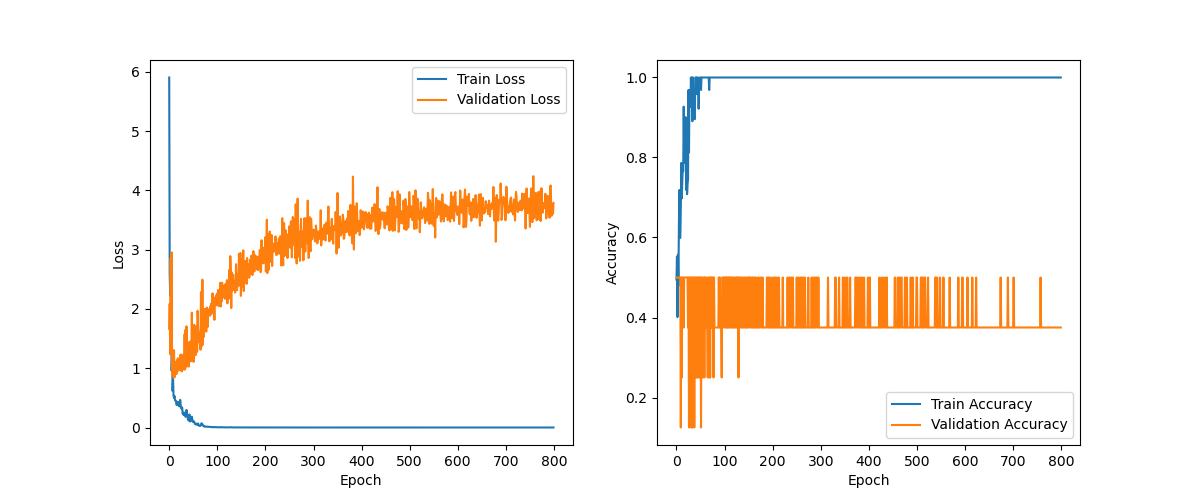 6
5
4
3
2
1
0
Loss
Train Loss
Validation Loss
0 100 200 300 400 500 600 700 800
Epoch
1.0
0.8
0.6
0.4
0.2
Accuracy
Train Accuracy
Validation Accuracy
0 100 200 300 400 500 600 700 800
Epoch